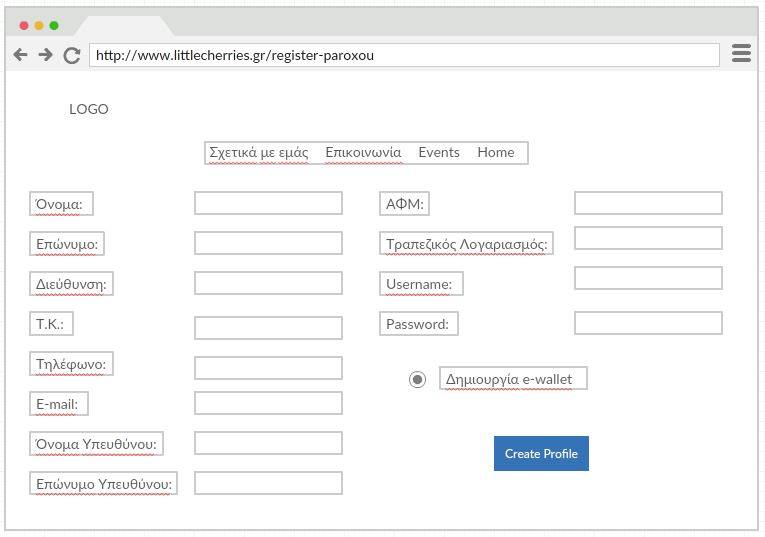 http://www.littlecherries.gr/register-paroxou
LOGO
Σχετικά με εμάς Επικοινωνία Events Home
Όνομα:
Επώνυμο:
Διεύθυνση:
Τ.Κ.:
Τηλέφωνο:
E-mail:
Όνομα Υπευθύνου:
Επώνυμο Υπευθύνου:
ΑΦΜ:
Τραπεζικός Λογαριασμός:
Username:
Password:
Δημιουργία e-wallet
Create Profile